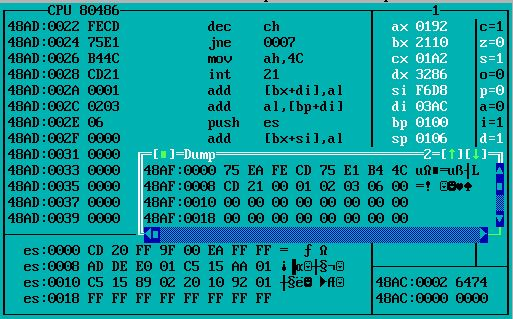 CPU 80486 1
48AD:0022 FECD dec ch ax 0192 c=1
48AD:0024 75E1 jne 0007 bx 2110 z=0
48AD:0026 B44C mov ah,4C cx 01A2 s=1
48AD:0028 CD21 int 21 dx 3286 o=0
48AD:002A 0001 add [bx+di],al si F6D8 p=0
48AD:002C 0203 add al,[bp+di] di 03AC a=0
48AD:002E 06 push es bp 0100 i=1
48AD:002F 0000 add [bx+si],al sp 0106 d=1
48AD:0031 0000
48AD:0033 0000
48AD:0035 0000
48AD:0037 0000
48AD:0039 0000
[■]=Dump 2=[↑][↓]
48AF:0000 75 EA FE CD 75 E1 B4 4C uΩ■═uß┤L
48AF:0008 CD 21 00 01 02 03 06 00 ═! ☺☻♥♠
48AF:0010 00 00 00 00 00 00 00 00
48AF:0018 00 00 00 00 00 00 00 00
es:0000 CD 20 FF 9F 00 EA FF FF = ƒ Ω
es:0008 AD DE E0 01 C5 15 AA 01 ¡▐α☺┼§¬☺
es:0010 C5 15 89 02 20 10 92 01 ┼§ë☻ ►Æ☺
es:0018 FF FF FF FF FF FF FF FF
48AC:0002 6474
48AC:0000 0000